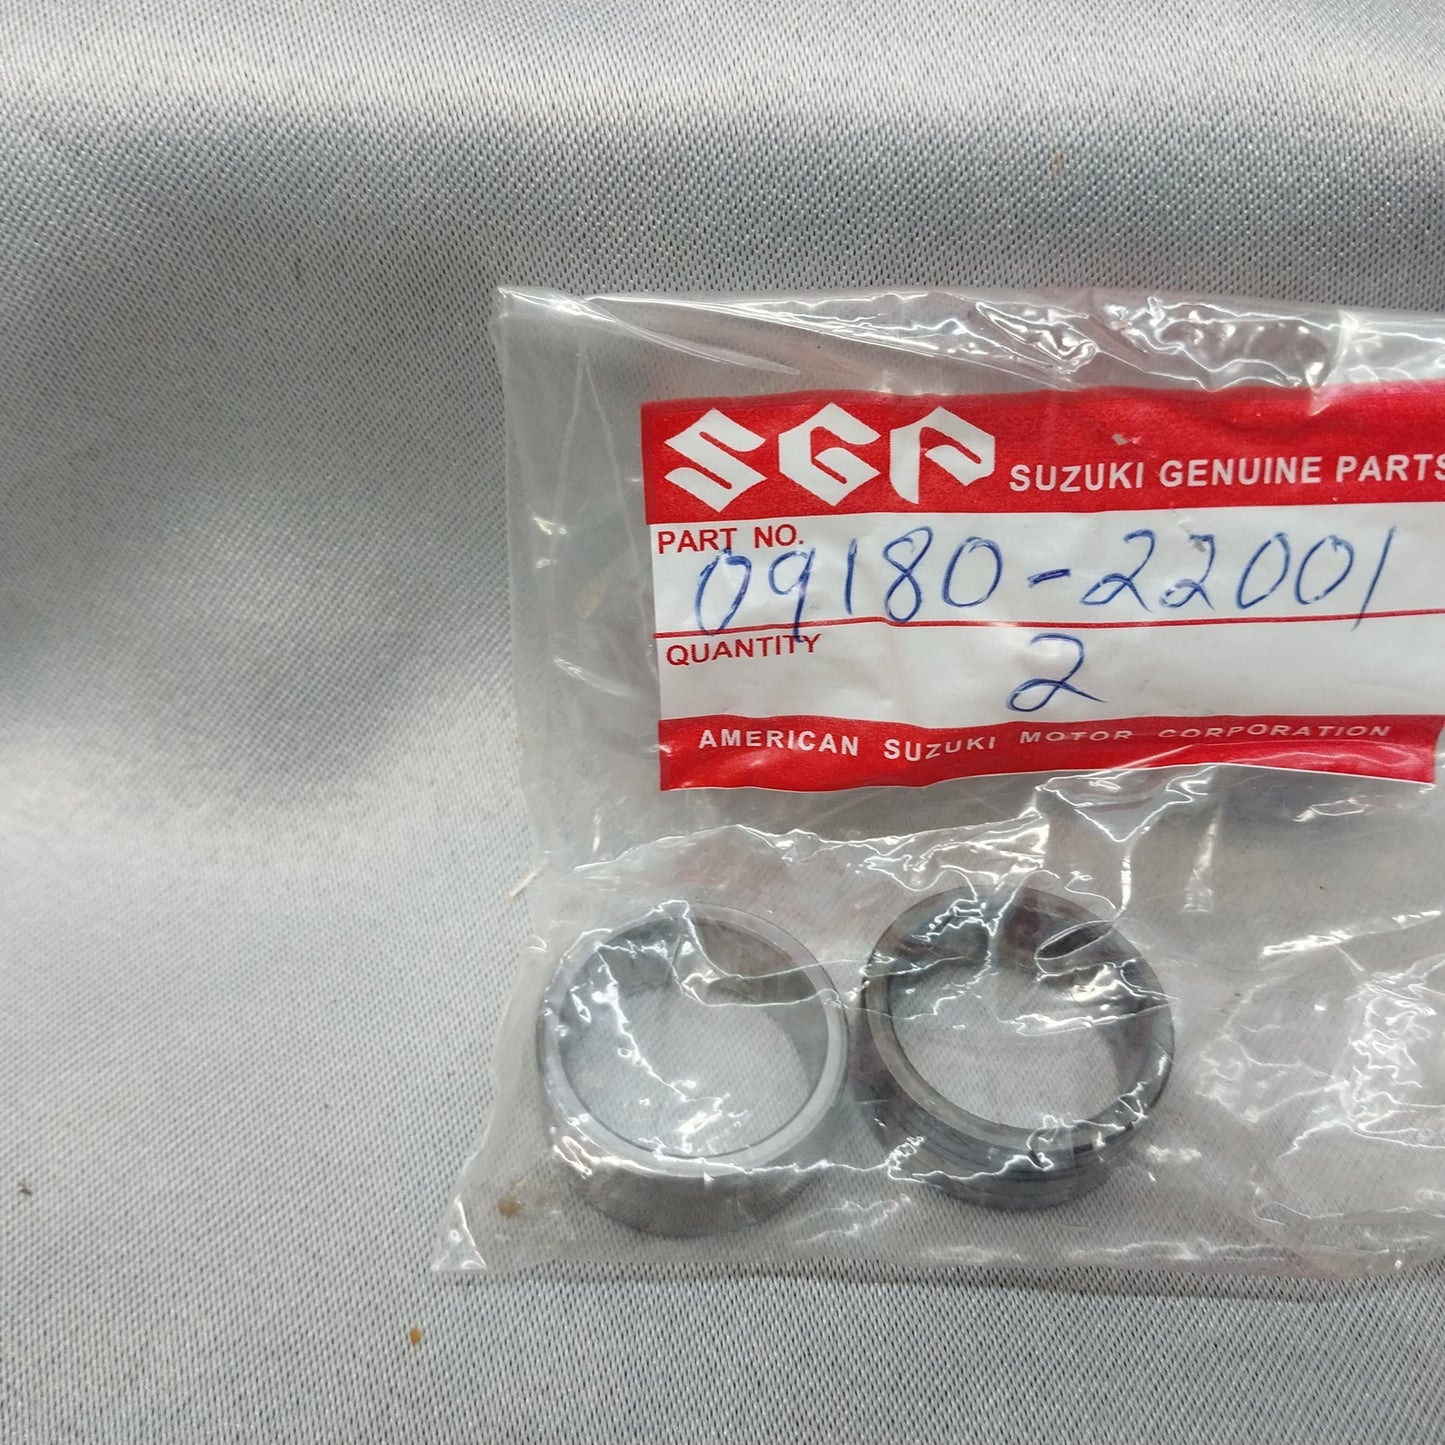 SGP SUZUKI GENUINE PARTS
PART NO.
09180-22001
QUANTITY
2
AMERICAN SUZUKI MOTOR CORPORATION